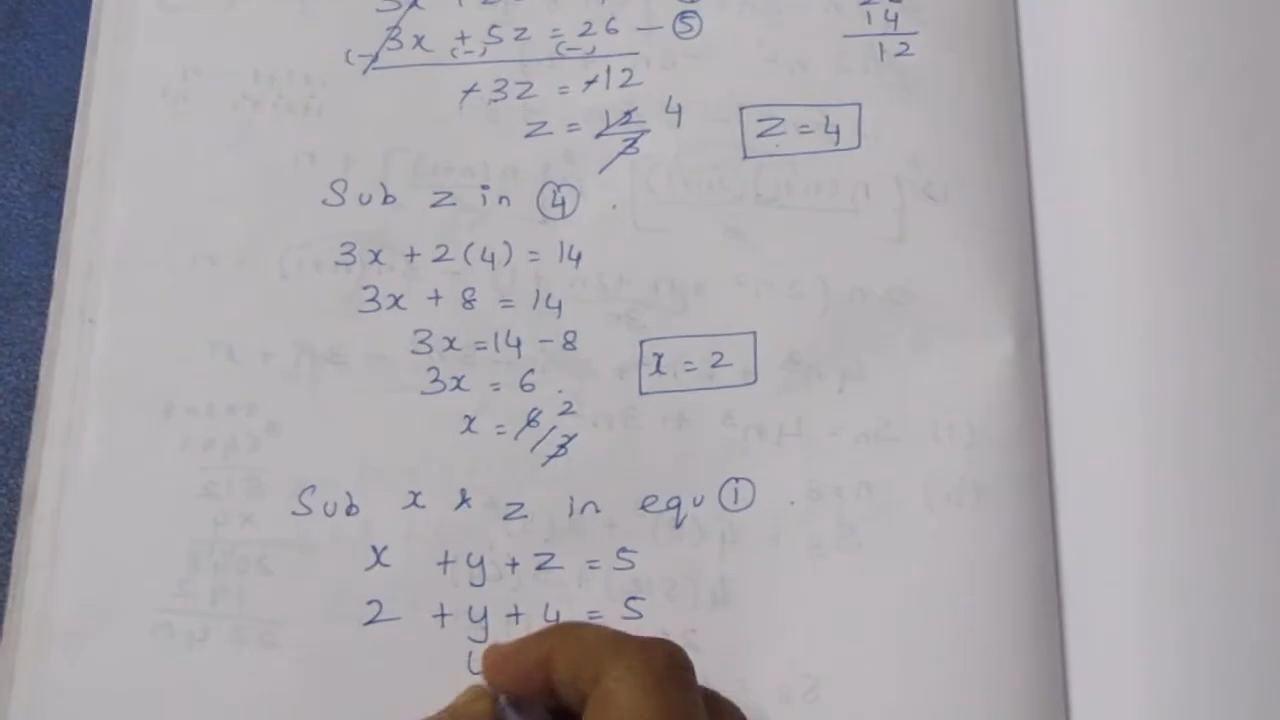 3x + 5z = 26 — ⑤
14
12
(-) (-) (-)
+3z = +12
z = 12/3 4
z = 4
Sub z in ④.
3x + 2(4) = 14
3x + 8 = 14
3x = 14 - 8
3x = 6.
x = 2
x = 6/3 2
Sub x & z in equ ①.
x + y + z = 5
2 + y + 4 = 5